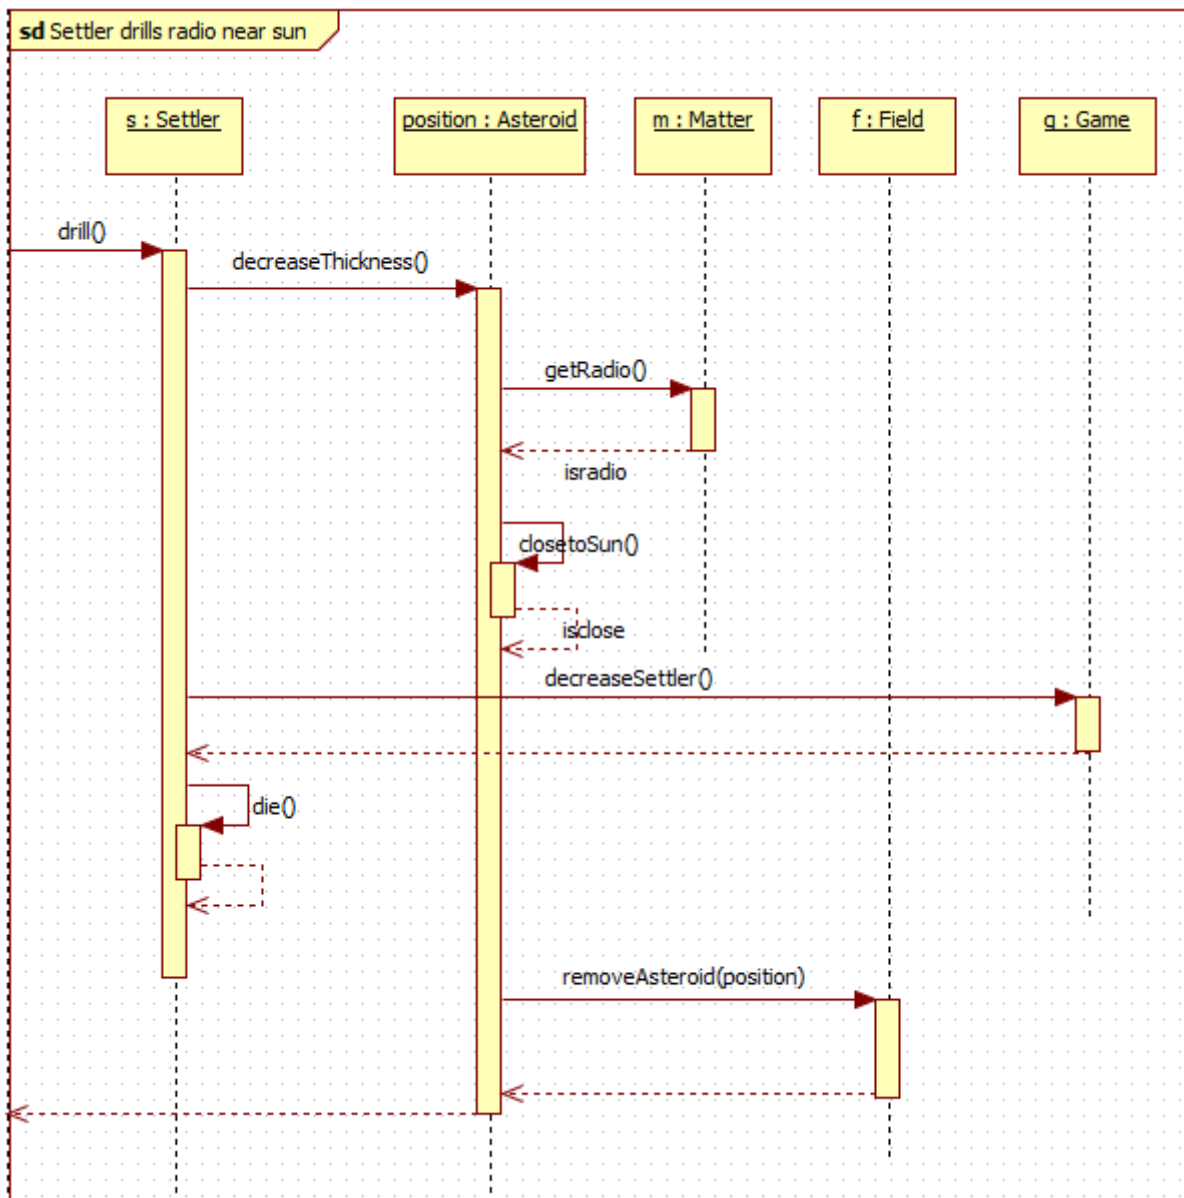 sd Settler drills radio near sun
s : Settler
position : Asteroid
m : Matter
f : Field
g : Game
drill()
decreaseThickness()
getRadio()
isradio
closetoSun()
isclose
decreaseSettler()
die()
removeAsteroid(position)